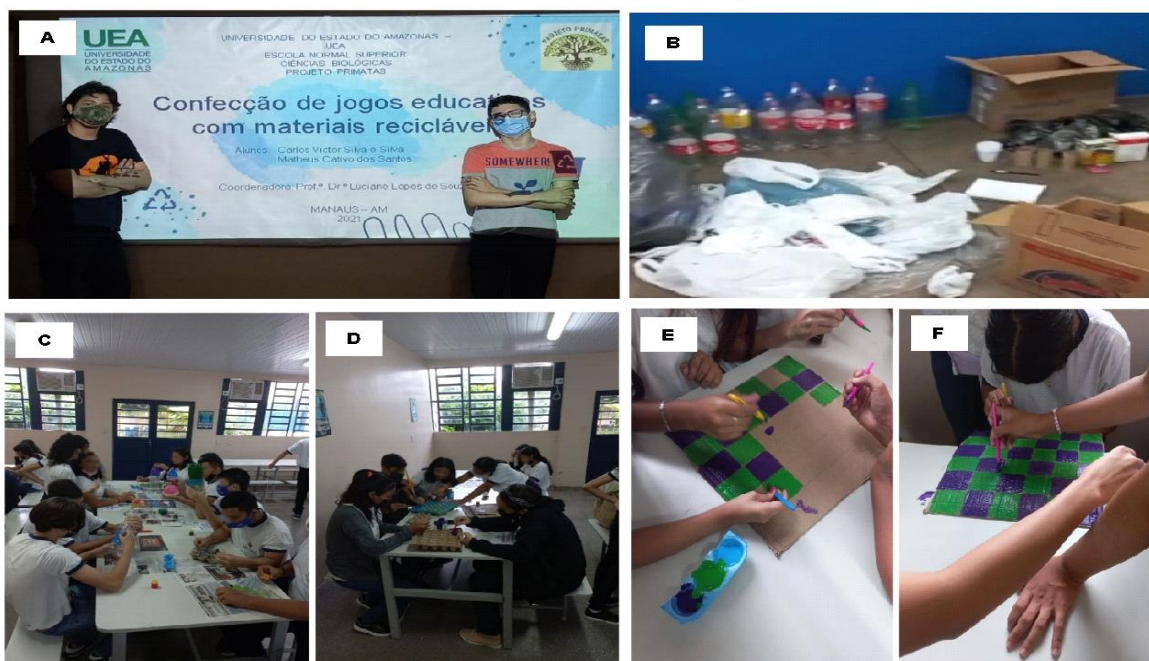 A
UEA
UNIVERSIDADE
DO ESTADO DO
AMAZONAS
UNIVERSIDADE DO ESTADO DO AMAZONAS –
UEA
ESCOLA NORMAL SUPERIOR
CIÊNCIAS BIOLÓGICAS
PROJETO PRIMATAS
PROJETO PRIMATAS
Confecção de jogos educativos
com materiais recicláve
Alunos: Carlos Victor Silva e Silva
Matheus Cativo dos Santos
Coordenadora: Prof.ª. Dr.ª Luciane Lopes de Souz
MANAUS – AM
2021
SOMEWHERE
B
C
D
E
F